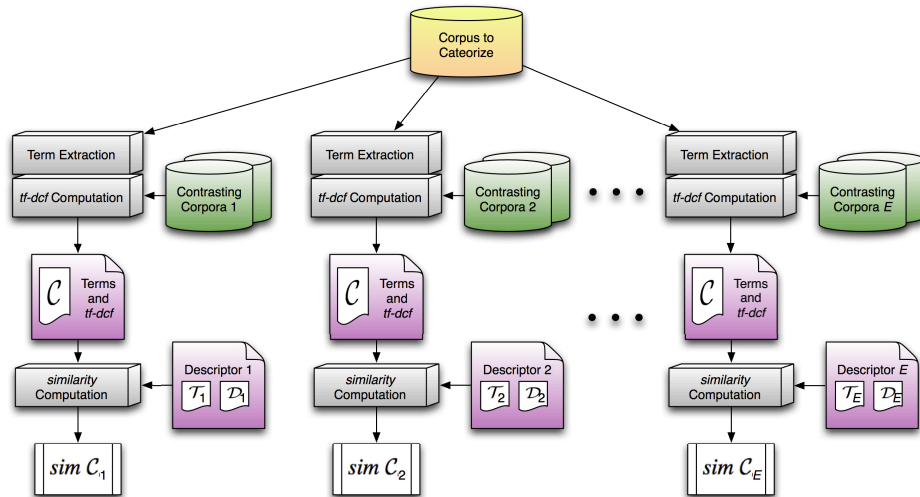 Corpus to
Cateorize
Term Extraction
tf-dcf Computation
Contrasting
Corpora 1
Term Extraction
tf-dcf Computation
Contrasting
Corpora 2
Term Extraction
tf-dcf Computation
Contrasting
Corpora E
C
Terms
and
tf-dcf
C
Terms
and
tf-dcf
C
Terms
and
tf-dcf
similarity
Computation
Descriptor 1
T1 D1
similarity
Computation
Descriptor 2
T2 D2
similarity
Computation
Descriptor E
TE DE
sim C,1
sim C,2
sim C,E